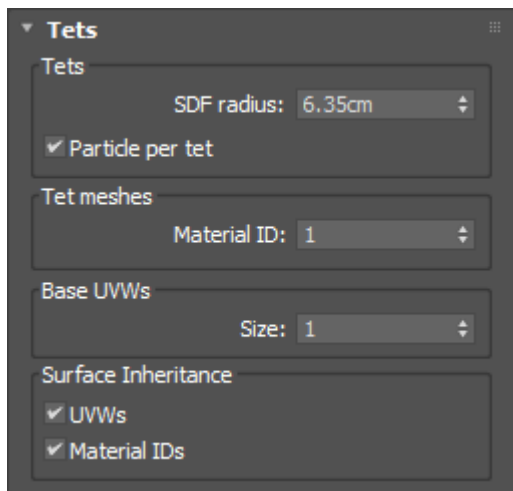 Tets
Tets
SDF radius: 6.35cm
Particle per tet
Tet meshes
Material ID: 1
Base UVWs
Size: 1
Surface Inheritance
UVWs
Material IDs